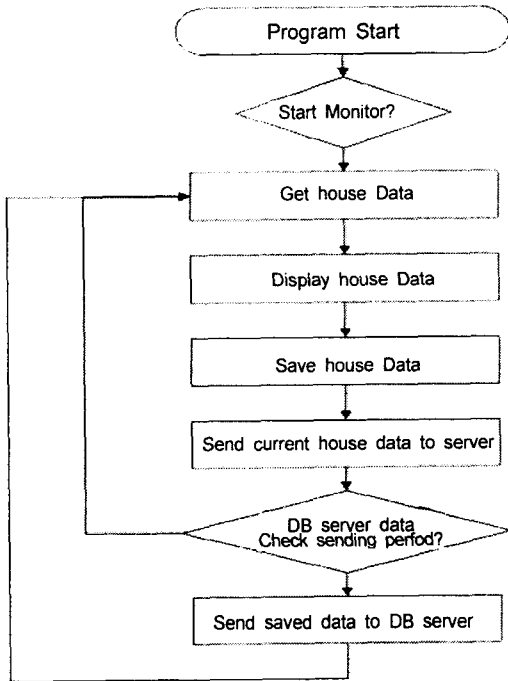 Program Start
Start Monitor?
Get house Data
Display house Data
Save house Data
Send current house data to server
DB server data
Check sending period?
Send saved data to DB server